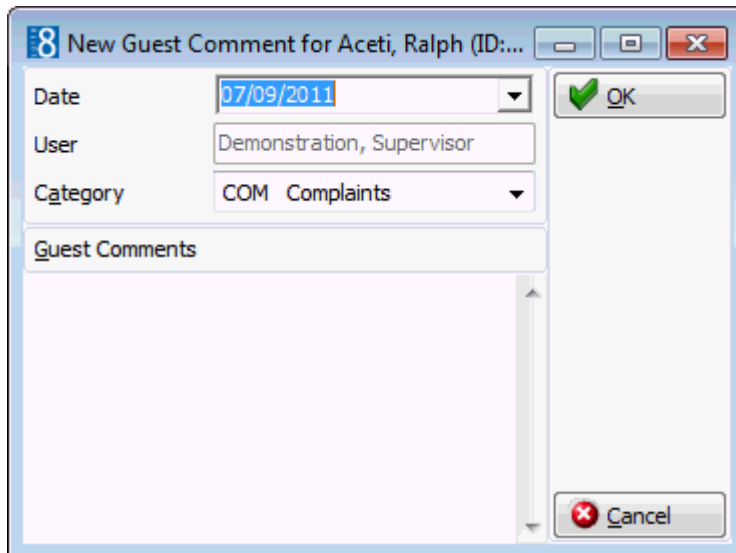 8 New Guest Comment for Aceti, Ralph (ID:...
Date 07/09/2011 OK
User Demonstration, Supervisor
Category COM Complaints
Guest Comments
Cancel